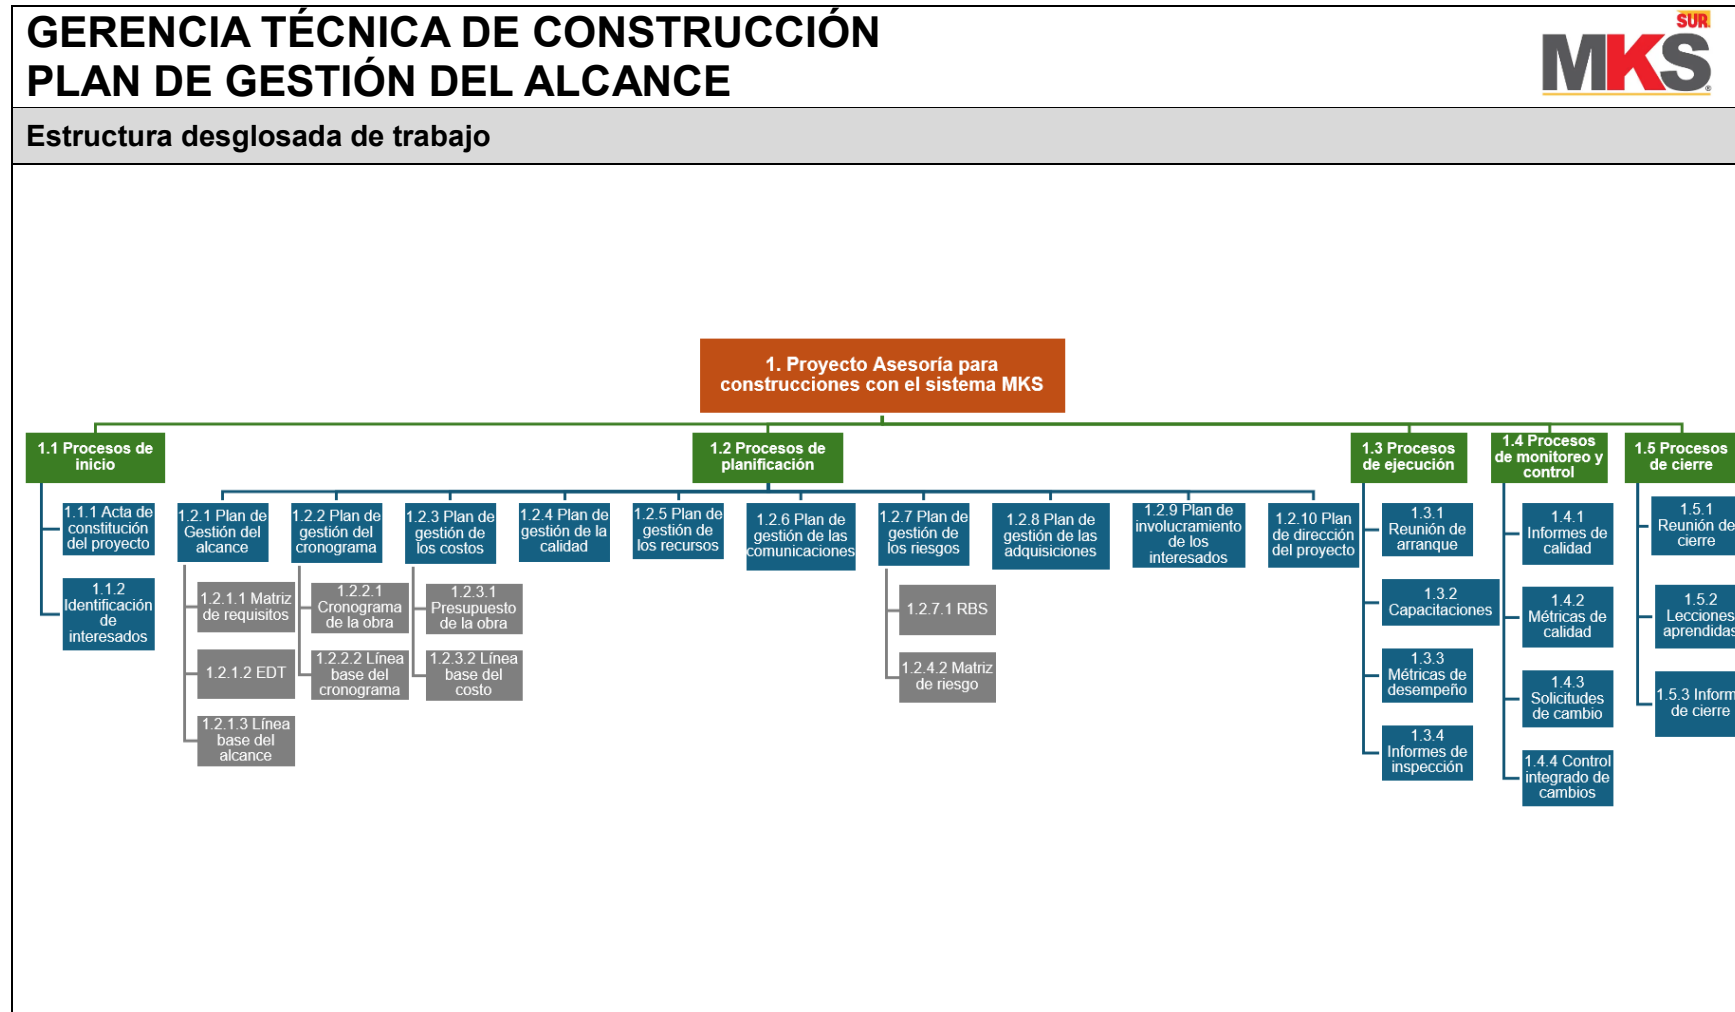 GERENCIA TÉCNICA DE CONSTRUCCIÓN
PLAN DE GESTIÓN DEL ALCANCE
SUR
MKS
Estructura desglosada de trabajo
1. Proyecto Asesoría para
construcciones con el sistema MKS
1.1 Procesos de
inicio
1.1.1 Acta de
constitución
del proyecto
1.1.2
Identificación
de
interesados
1.2 Procesos de
planificación
1.2.1 Plan de
Gestión del
alcance
1.2.1.1 Matriz
de requisitos
1.2.1.2 EDT
1.2.1.3 Línea
base del
alcance
1.2.2 Plan de
gestión del
cronograma
1.2.2.1
Cronograma
de la obra
1.2.2.2 Línea
base del
cronograma
1.2.3 Plan de
gestión de
los costos
1.2.3.1
Presupuesto
de la obra
1.2.3.2 Línea
base del
costo
1.2.4 Plan de
gestión de la
calidad
1.2.5 Plan de
gestión de
los recursos
1.2.6 Plan de
gestión de las
comunicaciones
1.2.7 Plan de
gestión de
los riesgos
1.2.7.1 RBS
1.2.4.2 Matriz
de riesgo
1.2.8 Plan de
gestión de las
adquisiciones
1.2.9 Plan de
involucramiento
de los
interesados
1.2.10 Plan
de dirección
del proyecto
1.3 Procesos
de ejecución
1.3.1
Reunión de
arranque
1.3.2
Capacitaciones
1.3.3
Métricas de
desempeño
1.3.4
Informes de
inspección
1.4 Procesos
de monitoreo y
control
1.4.1
Informes de
calidad
1.4.2
Métricas de
calidad
1.4.3
Solicitudes
de cambio
1.4.4 Control
integrado de
cambios
1.5 Procesos
de cierre
1.5.1
Reunión de
cierre
1.5.2
Lecciones
aprendidas
1.5.3 Inform
de cierre